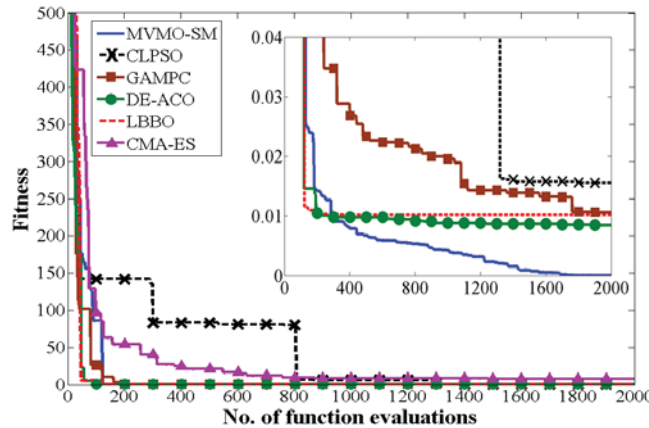 500
450
400
350
300
250
200
150
100
50
0
Fitness
MVMO-SM
CLPSO
GAMPC
DE-ACO
LBBO
CMA-ES
0.04
0.03
0.02
0.01
0
0 400 800 1200 1600 2000
0 200 400 600 800 1000 1200 1400 1600 1800 2000
No. of function evaluations